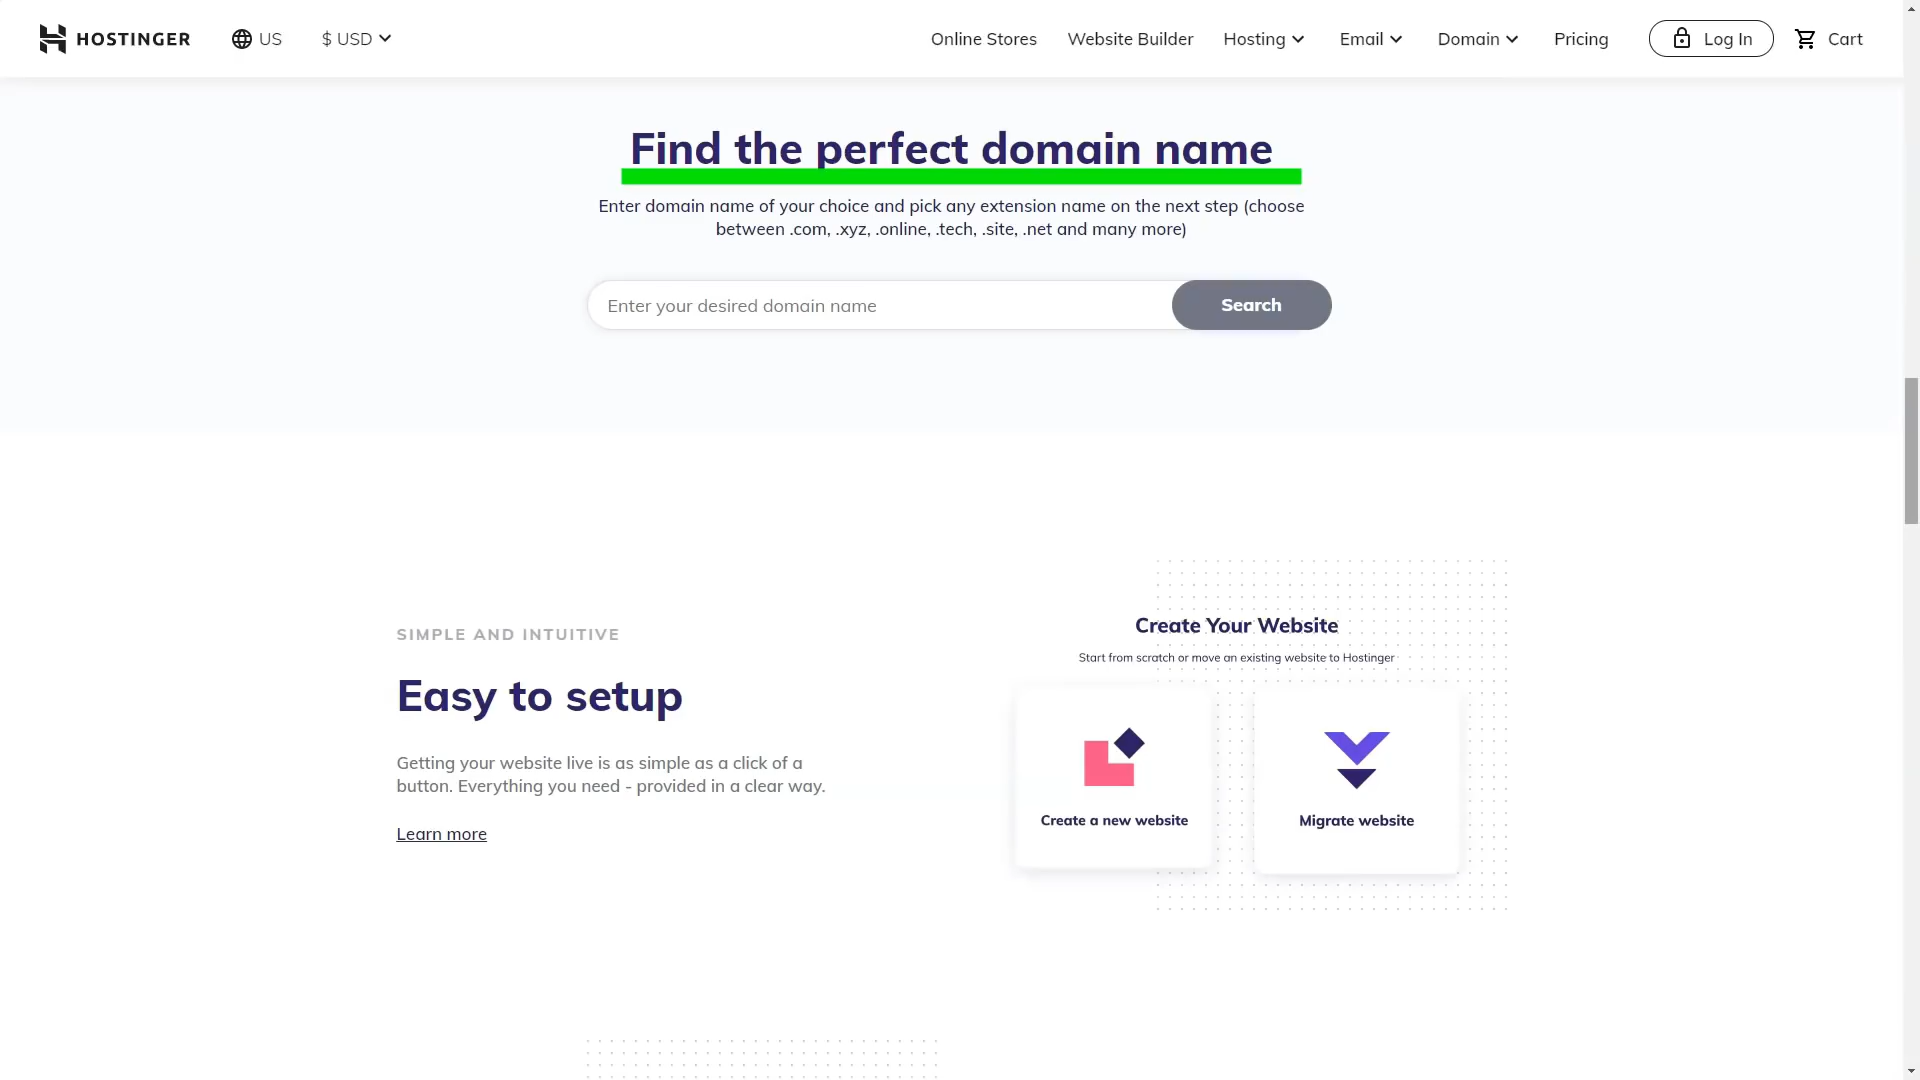 HOSTINGER US $ USD Online Stores Website Builder Hosting Email Domain Pricing Log In Cart
Find the perfect domain name
Enter domain name of your choice and pick any extension name on the next step (choose
between .com, .xyz, .online, .tech, .site, .net and many more)
Enter your desired domain name Search
SIMPLE AND INTUITIVE
Easy to setup
Getting your website live is as simple as a click of a
button. Everything you need - provided in a clear way.
Learn more
Create Your Website
Start from scratch or move an existing website to Hostinger
Create a new website Migrate website